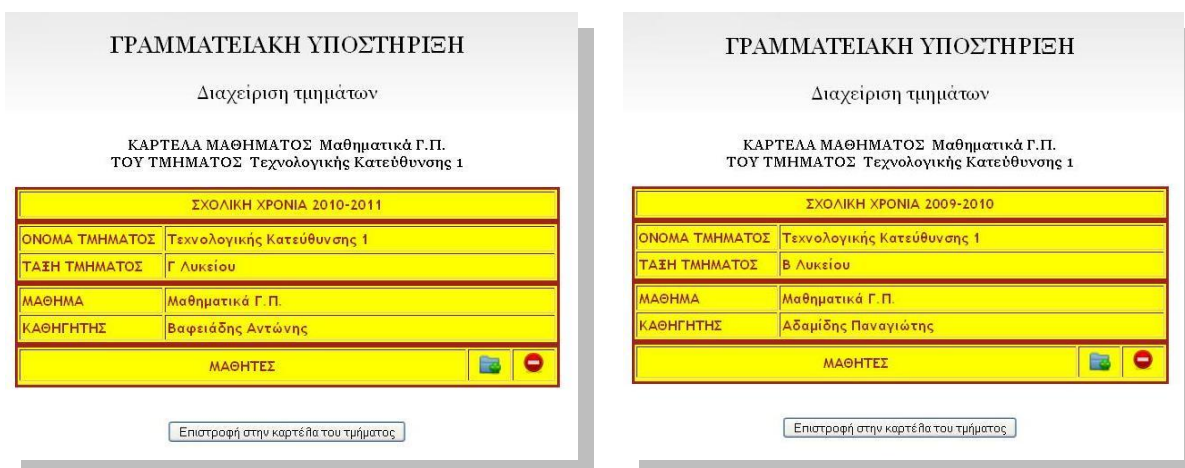 ΓΡΑΜΜΑΤΕΙΑΚΗ ΥΠΟΣΤΗΡΙΞΗ
Διαχείριση τμημάτων
ΚΑΡΤΕΛΑ ΜΑΘΗΜΑΤΟΣ Μαθηματικά Γ.Π.
ΤΟΥ ΤΜΗΜΑΤΟΣ Τεχνολογικής Κατεύθυνσης 1
ΣΧΟΛΙΚΗ ΧΡΟΝΙΑ 2010-2011
ΟΝΟΜΑ ΤΜΗΜΑΤΟΣ Τεχνολογικής Κατεύθυνσης 1
ΤΑΞΗ ΤΜΗΜΑΤΟΣ Γ Λυκείου
ΜΑΘΗΜΑ Μαθηματικά Γ.Π.
ΚΑΘΗΓΗΤΗΣ Βαφειάδης Αντώνης
ΜΑΘΗΤΕΣ
Επιστροφή στην καρτέλα του τμήματος
ΓΡΑΜΜΑΤΕΙΑΚΗ ΥΠΟΣΤΗΡΙΞΗ
Διαχείριση τμημάτων
ΚΑΡΤΕΛΑ ΜΑΘΗΜΑΤΟΣ Μαθηματικά Γ.Π.
ΤΟΥ ΤΜΗΜΑΤΟΣ Τεχνολογικής Κατεύθυνσης 1
ΣΧΟΛΙΚΗ ΧΡΟΝΙΑ 2009-2010
ΟΝΟΜΑ ΤΜΗΜΑΤΟΣ Τεχνολογικής Κατεύθυνσης 1
ΤΑΞΗ ΤΜΗΜΑΤΟΣ Β Λυκείου
ΜΑΘΗΜΑ Μαθηματικά Γ.Π.
ΚΑΘΗΓΗΤΗΣ Αδαμίδης Παναγιώτης
ΜΑΘΗΤΕΣ
Επιστροφή στην καρτέλα του τμήματος